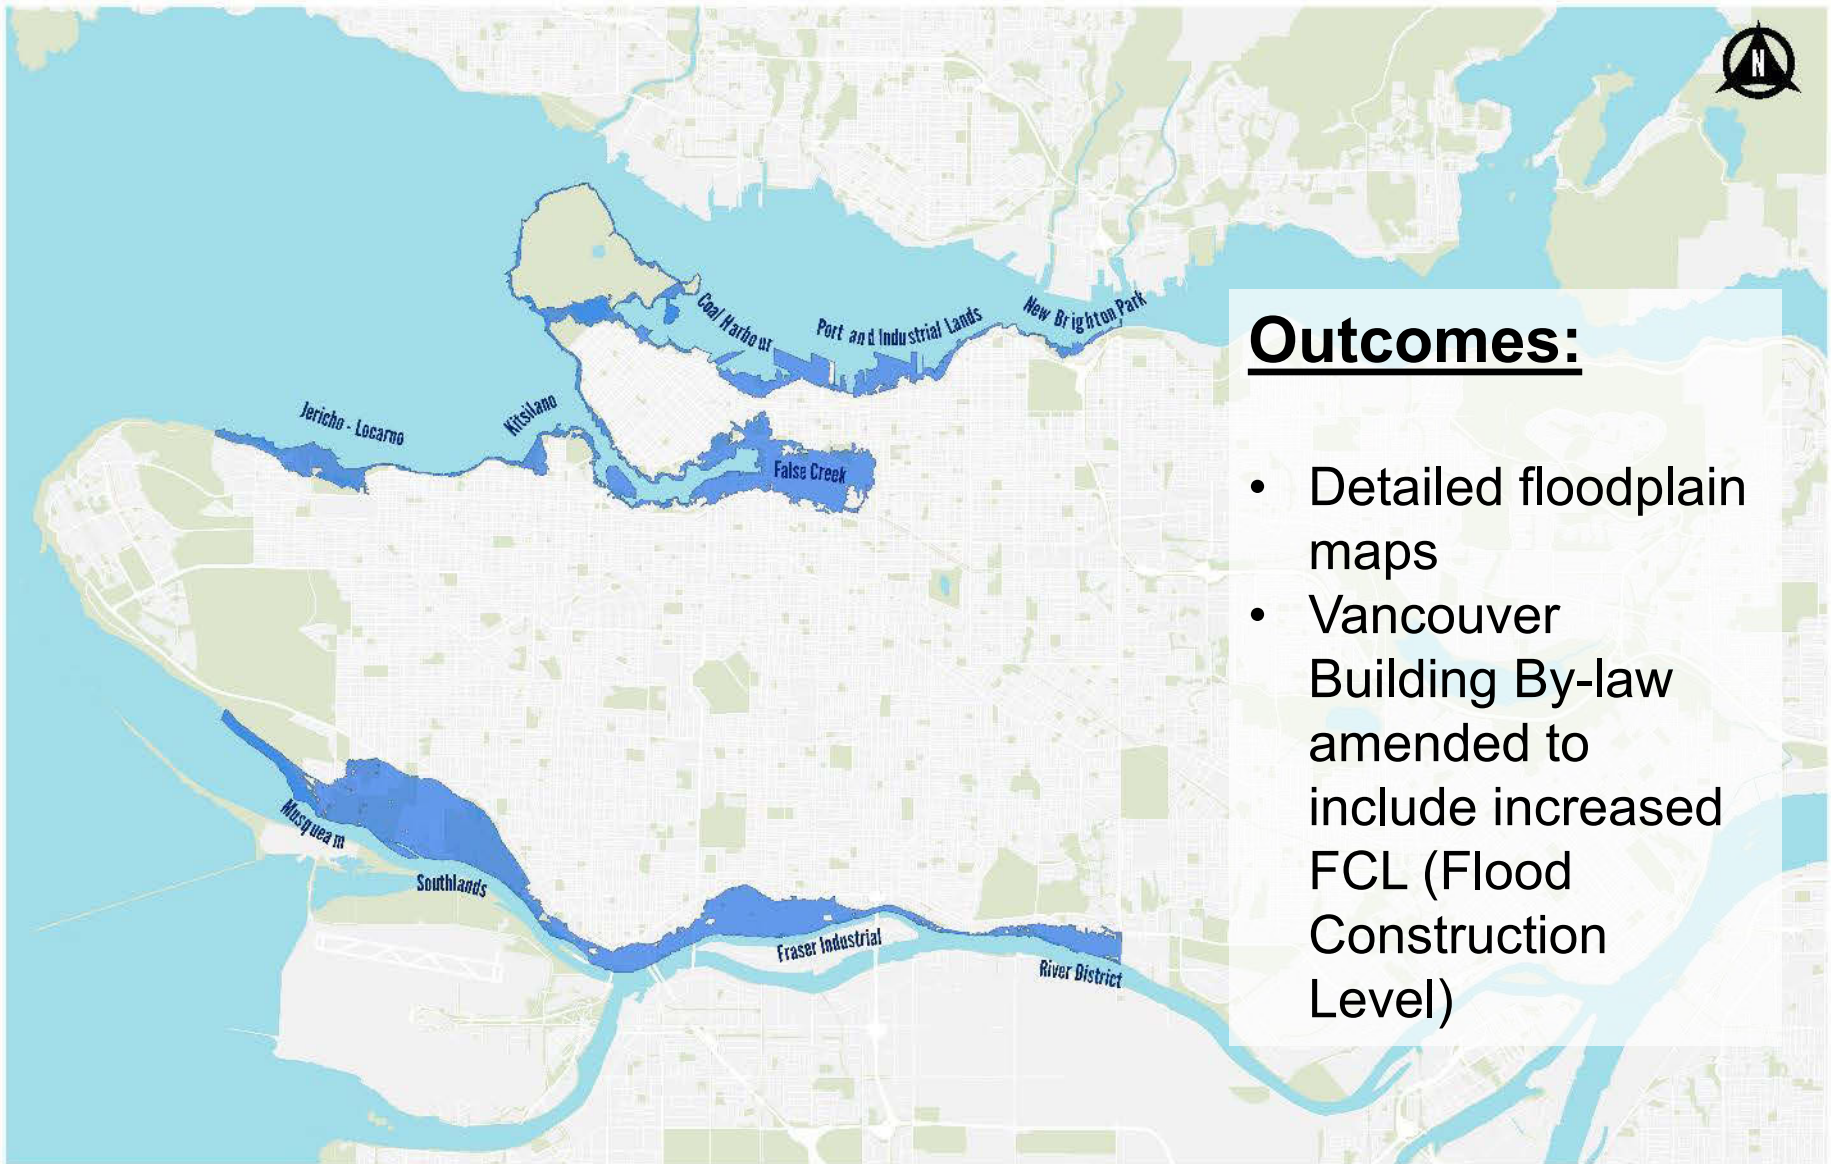 N
Coal Harbour
Port and Industrial Lands
New Brighton Park
Jericho - Locarno
Kitsilano
False Creek
Musqueam
Southlands
Fraser Industrial
River District
Outcomes:
• Detailed floodplain
maps
• Vancouver
Building By-law
amended to
include increased
FCL (Flood
Construction
Level)